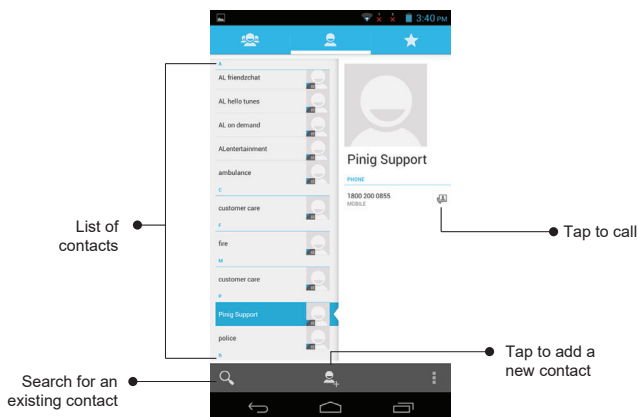 3:40 PM
A
AL friendzchat
AL hello tunes
AL on demand
ALentertainment
ambulance
C
customer care
F
fire
M
customer care
P
Pinig Support
police
R
Pinig Support
PHONE
1800 200 0855
MOBILE
List of
contacts
Tap to call
Search for an
existing contact
Tap to add a
new contact